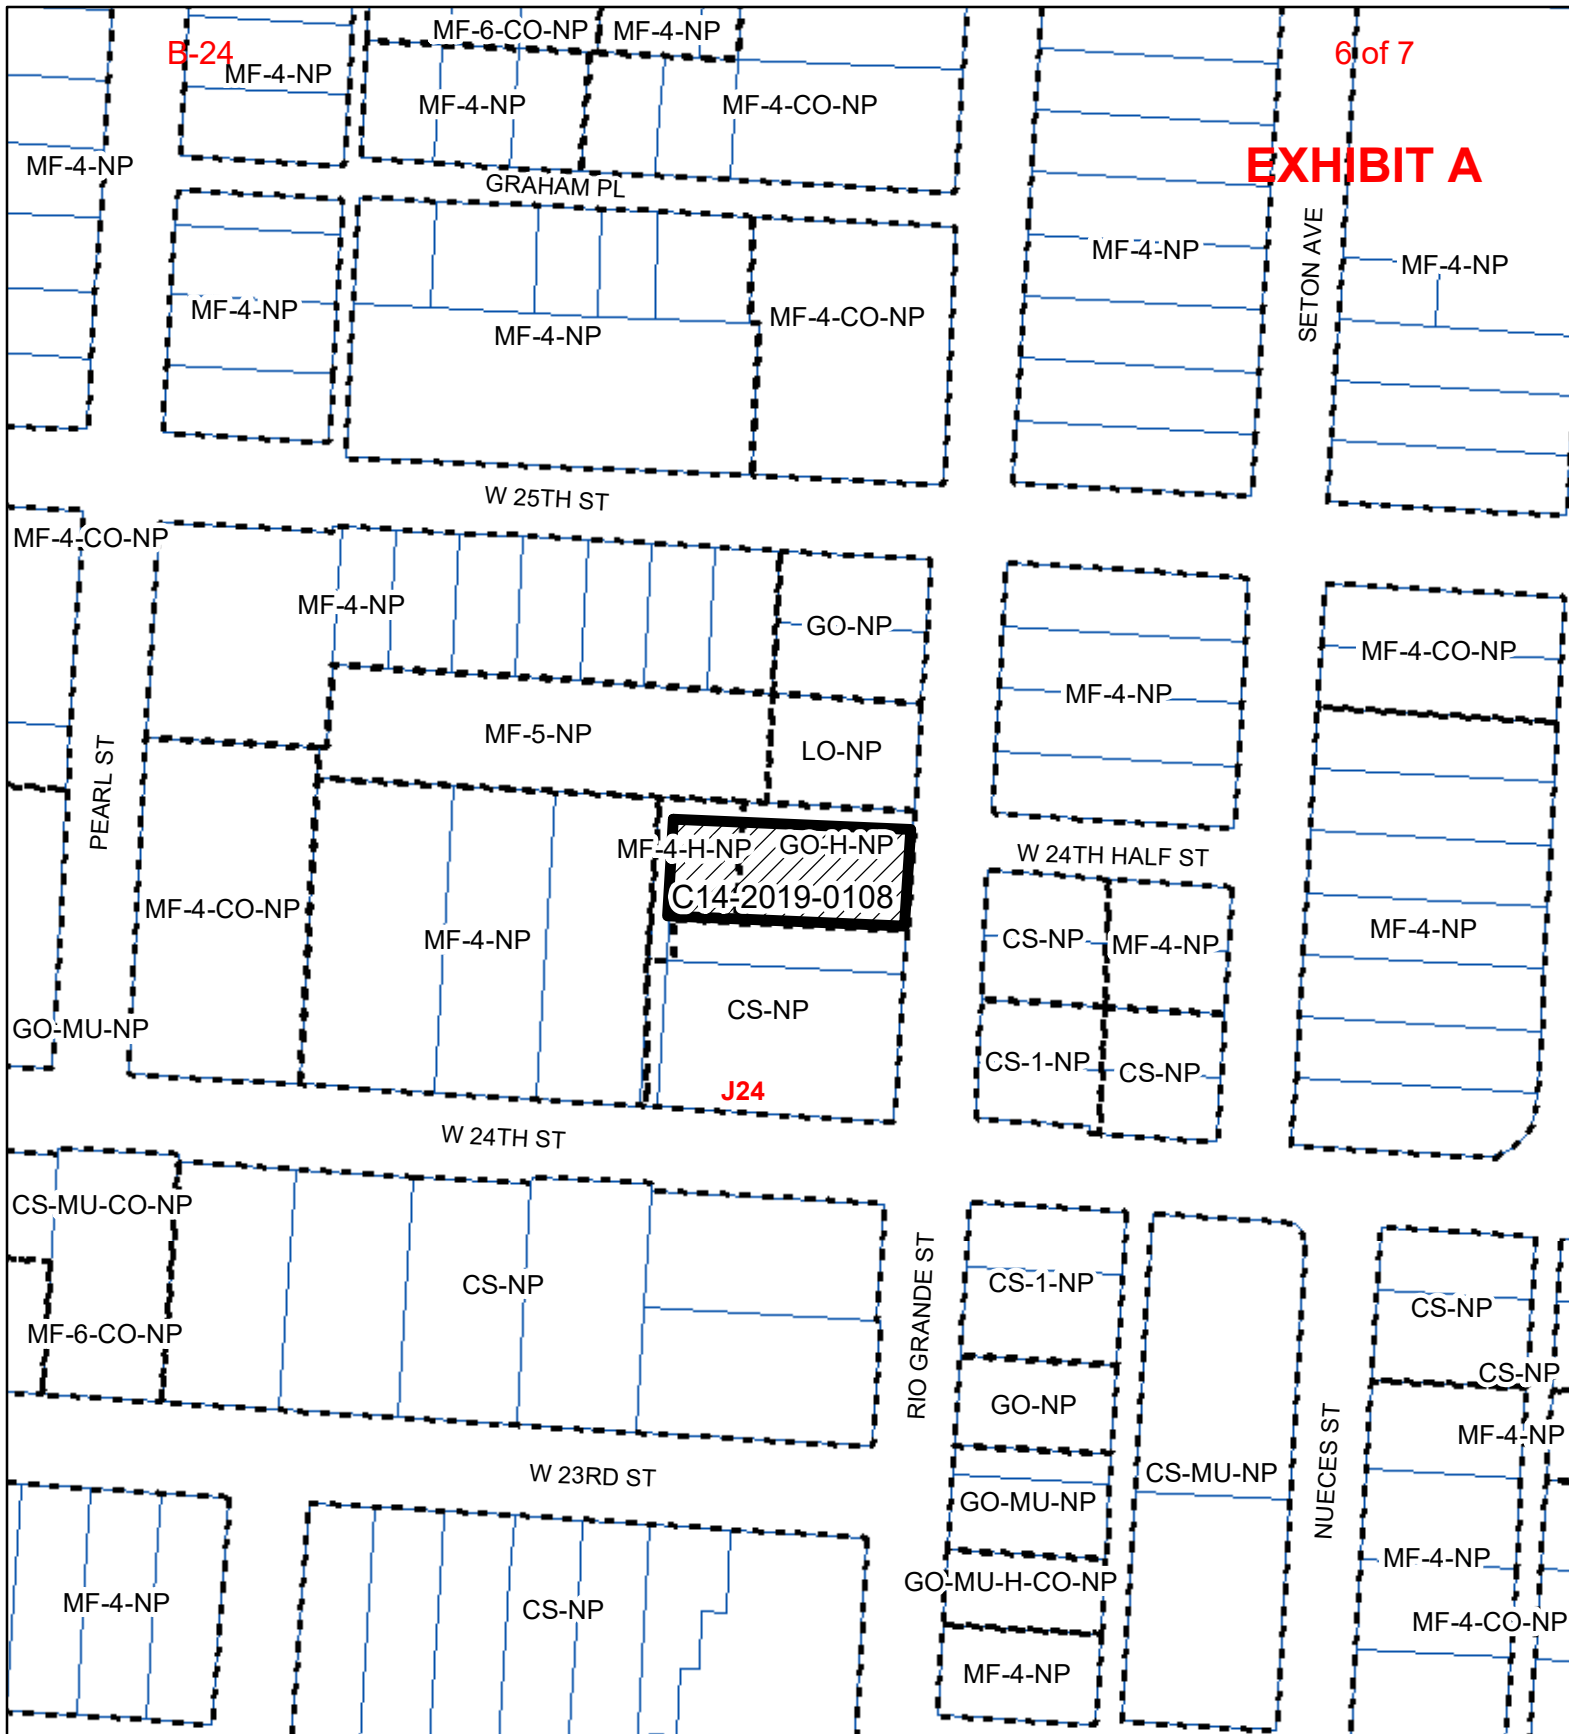 MF-6-CO-NP MF-4-NP
B-24 6 of 7
MF-4-NP
MF-4-NP MF-4-CO-NP
MF-4-NP EXHIBIT A
GRAHAM PL
SETON AVE
MF-4-NP MF-4-NP
MF-4-NP MF-4-CO-NP
MF-4-NP
W 25TH ST
MF-4-CO-NP
MF-4-NP GO-NP
MF-4-CO-NP
MF-4-NP
MF-5-NP LO-NP
PEARL ST
MF-4-H-NP GO-H-NP W 24TH HALF ST
C14-2019-0108
MF-4-CO-NP
MF-4-NP CS-NP MF-4-NP MF-4-NP
CS-NP
GO-MU-NP
CS-1-NP CS-NP
J24
W 24TH ST
CS-MU-CO-NP
CS-NP CS-1-NP
CS-NP
RIO GRANDE ST
MF-6-CO-NP
CS-NP
GO-NP
MF-4-NP
NUECES ST
W 23RD ST CS-MU-NP
GO-MU-NP
MF-4-NP
GO-MU-H-CO-NP
MF-4-NP CS-NP
MF-4-CO-NP
MF-4-NP